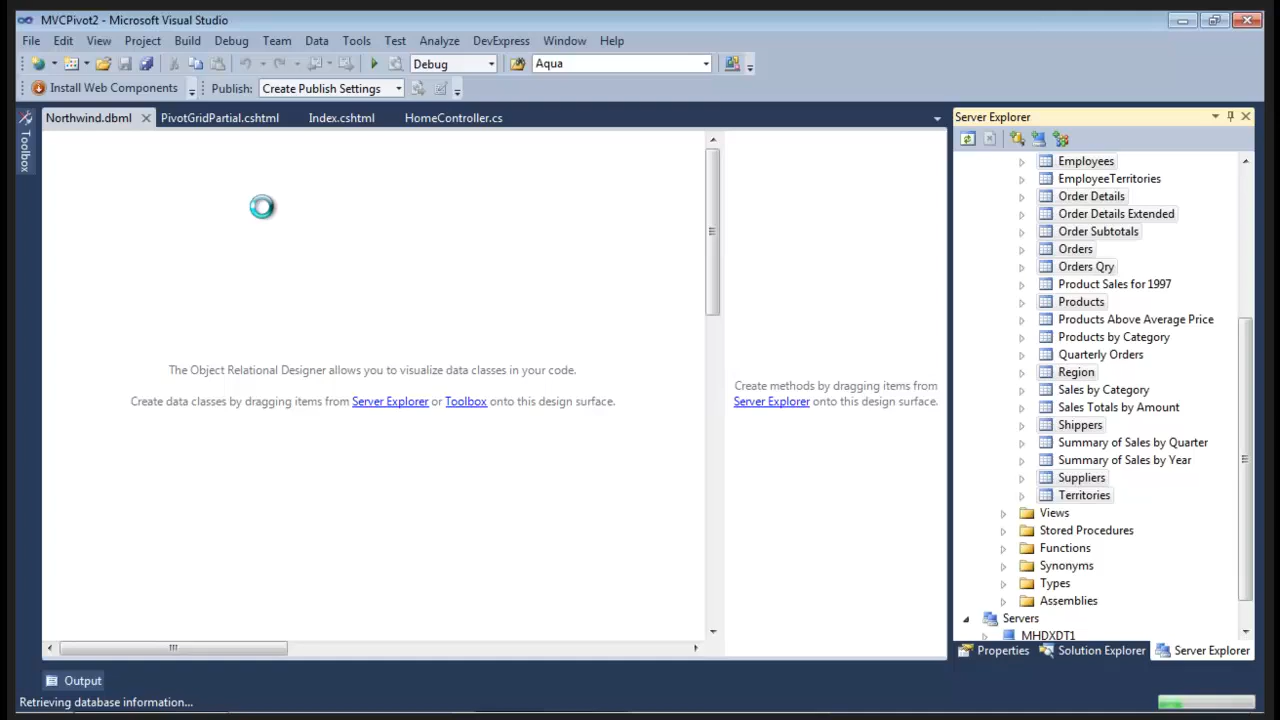 MVCPivot2 - Microsoft Visual Studio
File Edit View Project Build Debug Team Data Tools Test Analyze DevExpress Window Help
Debug Aqua
Install Web Components Publish: Create Publish Settings
Northwind.dbml PivotGridPartial.cshtml Index.cshtml HomeController.cs
Toolbox
The Object Relational Designer allows you to visualize data classes in your code.
Create data classes by dragging items from Server Explorer or Toolbox onto this design surface.
Create methods by dragging items from
Server Explorer onto this design surface.
Server Explorer
Employees
EmployeeTerritories
Order Details
Order Details Extended
Order Subtotals
Orders
Orders Qry
Product Sales for 1997
Products
Products Above Average Price
Products by Category
Quarterly Orders
Region
Sales by Category
Sales Totals by Amount
Shippers
Summary of Sales by Quarter
Summary of Sales by Year
Suppliers
Territories
Views
Stored Procedures
Functions
Synonyms
Types
Assemblies
Servers
MHDXDT1
Properties Solution Explorer Server Explorer
Output
Retrieving database information...